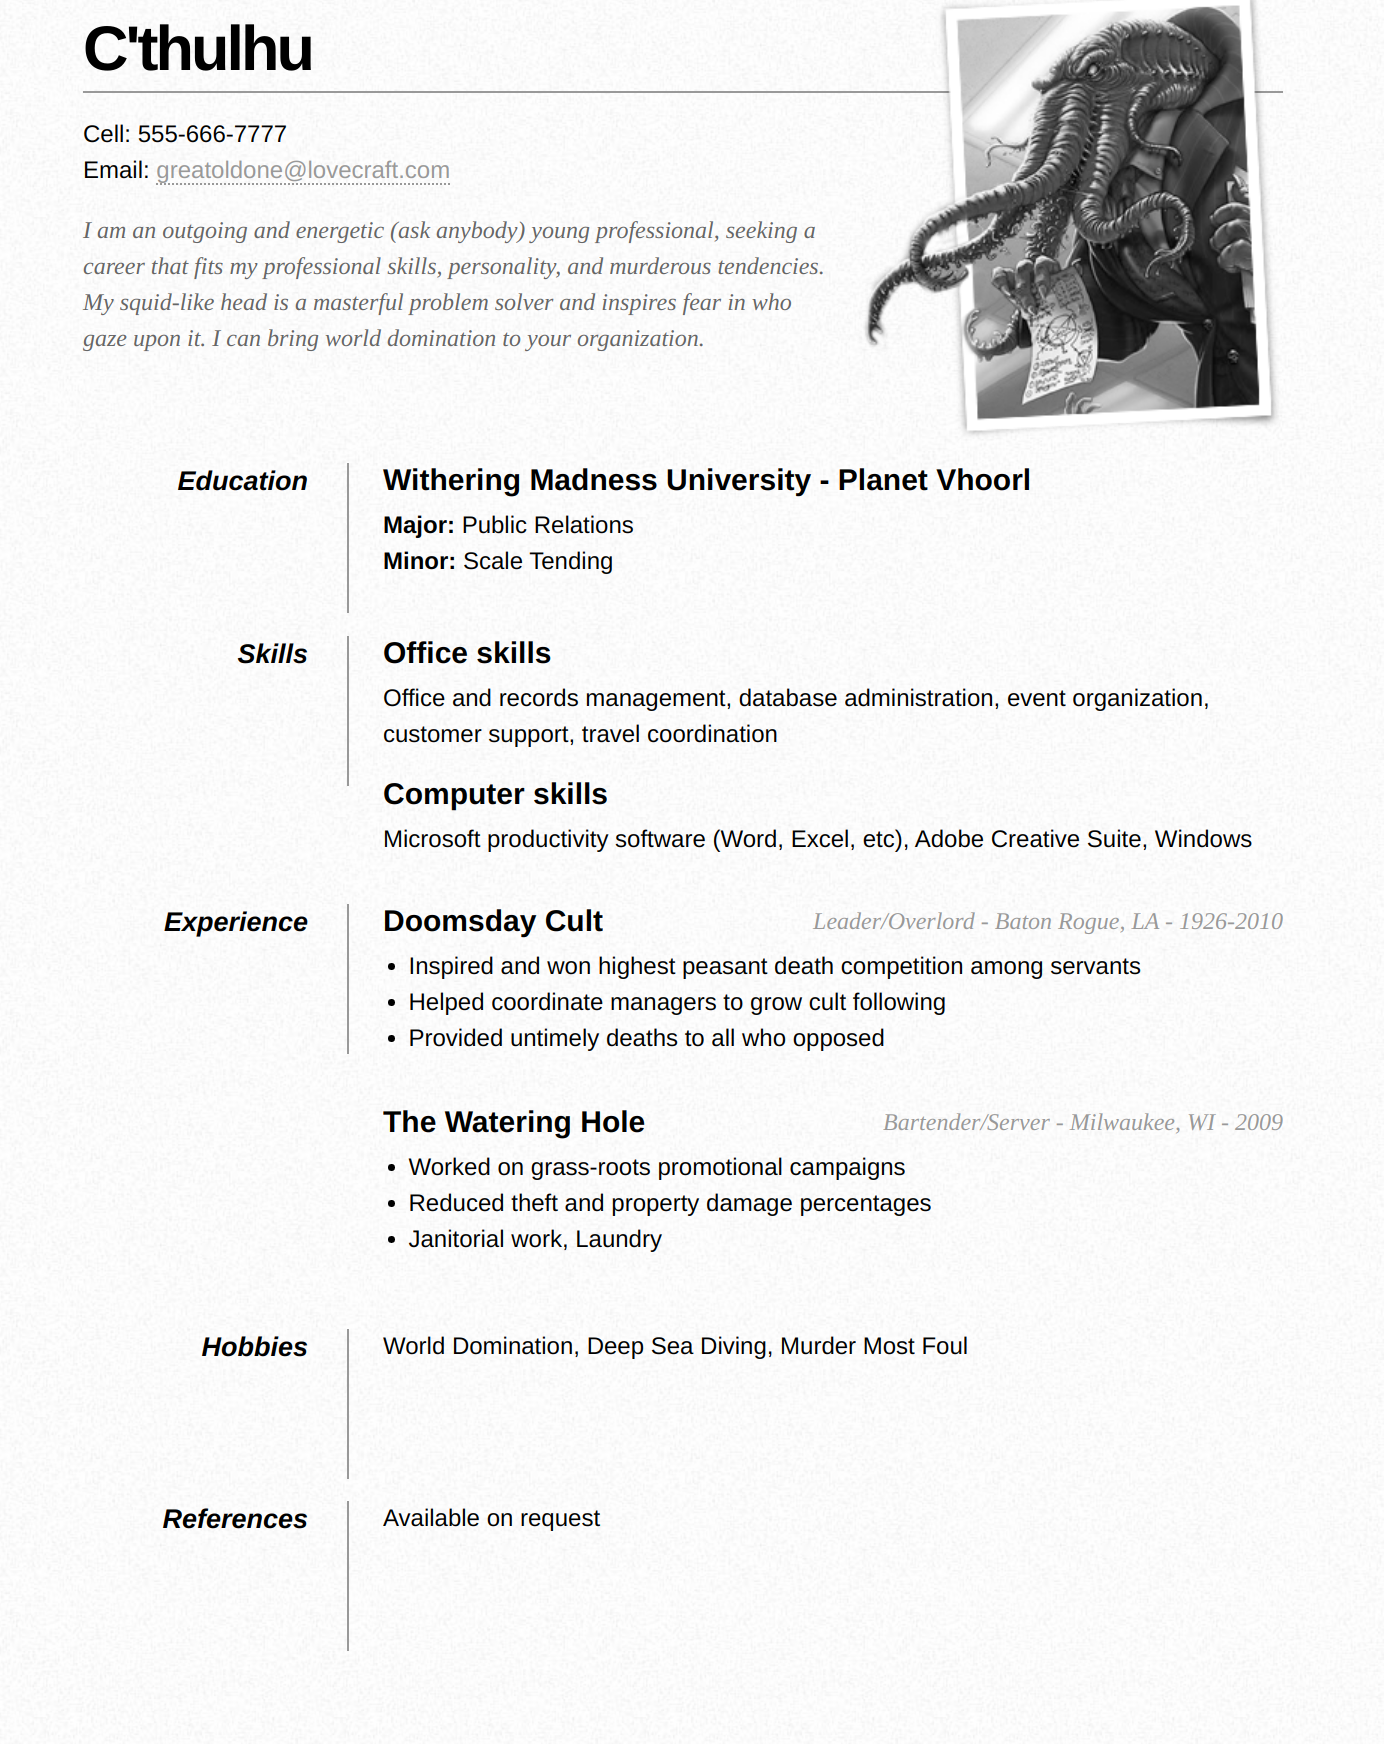 C'thulhu
Cell: 555-666-7777
Email: greatoldone@lovecraft.com
I am an outgoing and energetic (ask anybody) young professional, seeking a
career that fits my professional skills, personality, and murderous tendencies.
My squid-like head is a masterful problem solver and inspires fear in who
gaze upon it. I can bring world domination to your organization.
Education
Withering Madness University - Planet Vhoorl
Major: Public Relations
Minor: Scale Tending
Skills
Office skills
Office and records management, database administration, event organization,
customer support, travel coordination
Computer skills
Microsoft productivity software (Word, Excel, etc), Adobe Creative Suite, Windows
Experience
Doomsday Cult
Leader/Overlord - Baton Rogue, LA - 1926-2010
• Inspired and won highest peasant death competition among servants
• Helped coordinate managers to grow cult following
• Provided untimely deaths to all who opposed
The Watering Hole
Bartender/Server - Milwaukee, WI - 2009
• Worked on grass-roots promotional campaigns
• Reduced theft and property damage percentages
• Janitorial work, Laundry
Hobbies
World Domination, Deep Sea Diving, Murder Most Foul
References
Available on request